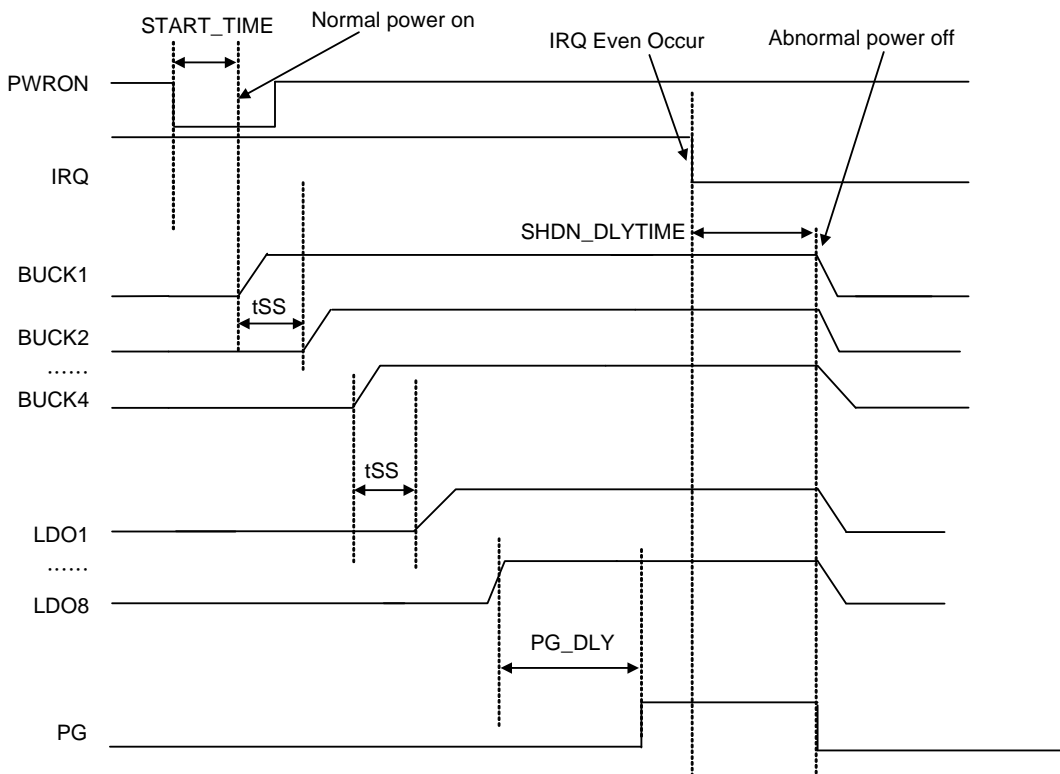 START_TIME
Normal power on
IRQ Even Occur
Abnormal power off
PWRON
IRQ
SHDN_DLYTIME
BUCK1
tSS
BUCK2
......
BUCK4
tSS
LDO1
......
LDO8
PG_DLY
PG